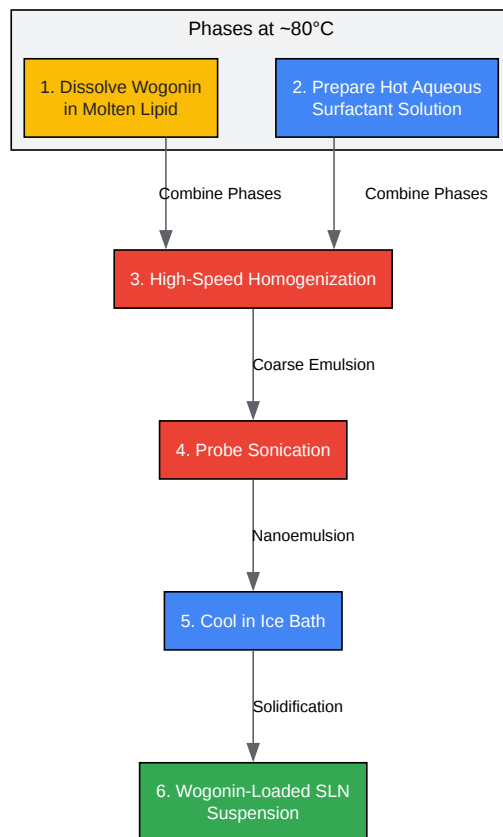 Phases at ~80°C
1. Dissolve Wogonin
in Molten Lipid
2. Prepare Hot Aqueous
Surfactant Solution
Combine Phases
Combine Phases
3. High-Speed Homogenization
Coarse Emulsion
4. Probe Sonication
Nanoemulsion
5. Cool in Ice Bath
Solidification
6. Wogonin-Loaded SLN
Suspension